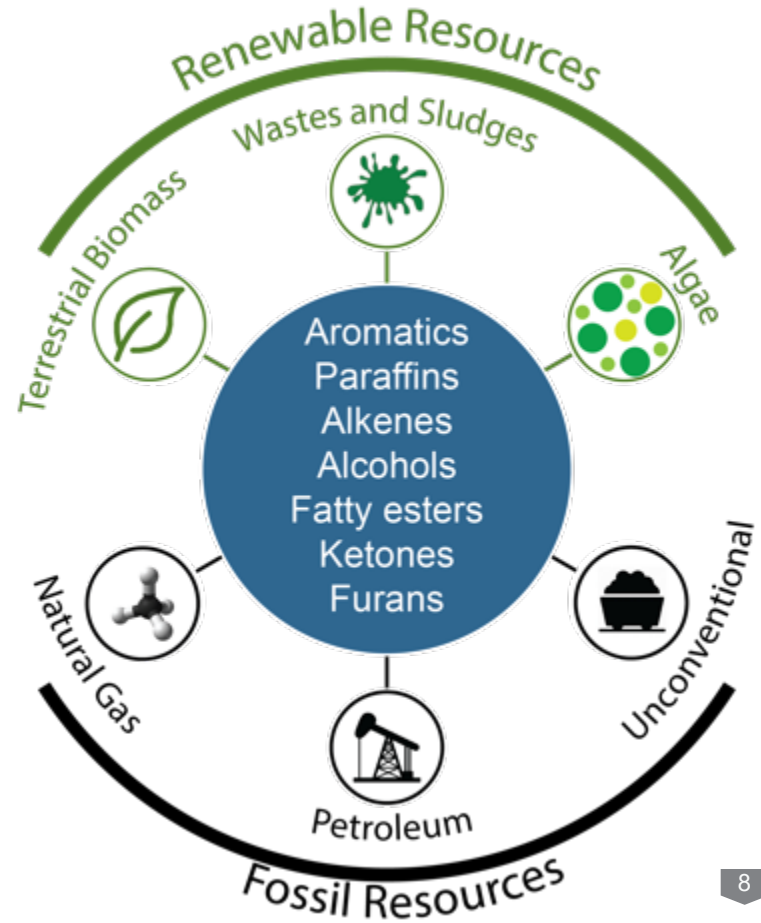 Renewable Resources
Wastes and Sludges
Terrestrial Biomass
Algae
Aromatics
Paraffins
Alkenes
Alcohols
Fatty esters
Ketones
Furans
Natural Gas
Unconventional
Petroleum
Fossil Resources
8